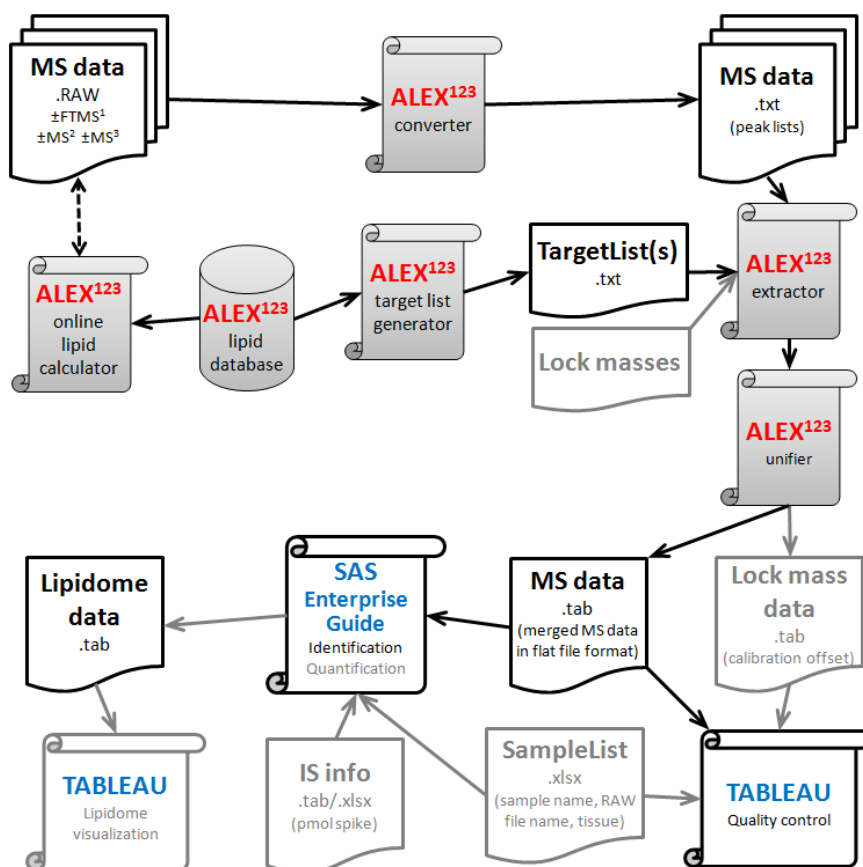 MS data
.RAW
±FTMS¹
±MS² ±MS³
ALEX¹²³
converter
MS data
.txt
(peak lists)
ALEX¹²³
online
lipid
calculator
ALEX¹²³
lipid
database
ALEX¹²³
target list
generator
TargetList(s)
.txt
Lock masses
ALEX¹²³
extractor
ALEX¹²³
unifier
Lipidome
data
.tab
SAS
Enterprise
Guide
Identification
Quantification
MS data
.tab
(merged MS data
in flat file format)
Lock mass
data
.tab
(calibration offset)
TABLEAU
Lipidome
visualization
IS info
.tab/.xlsx
(pmol spike)
SampleList
.xlsx
(sample name, RAW
file name, tissue)
TABLEAU
Quality control